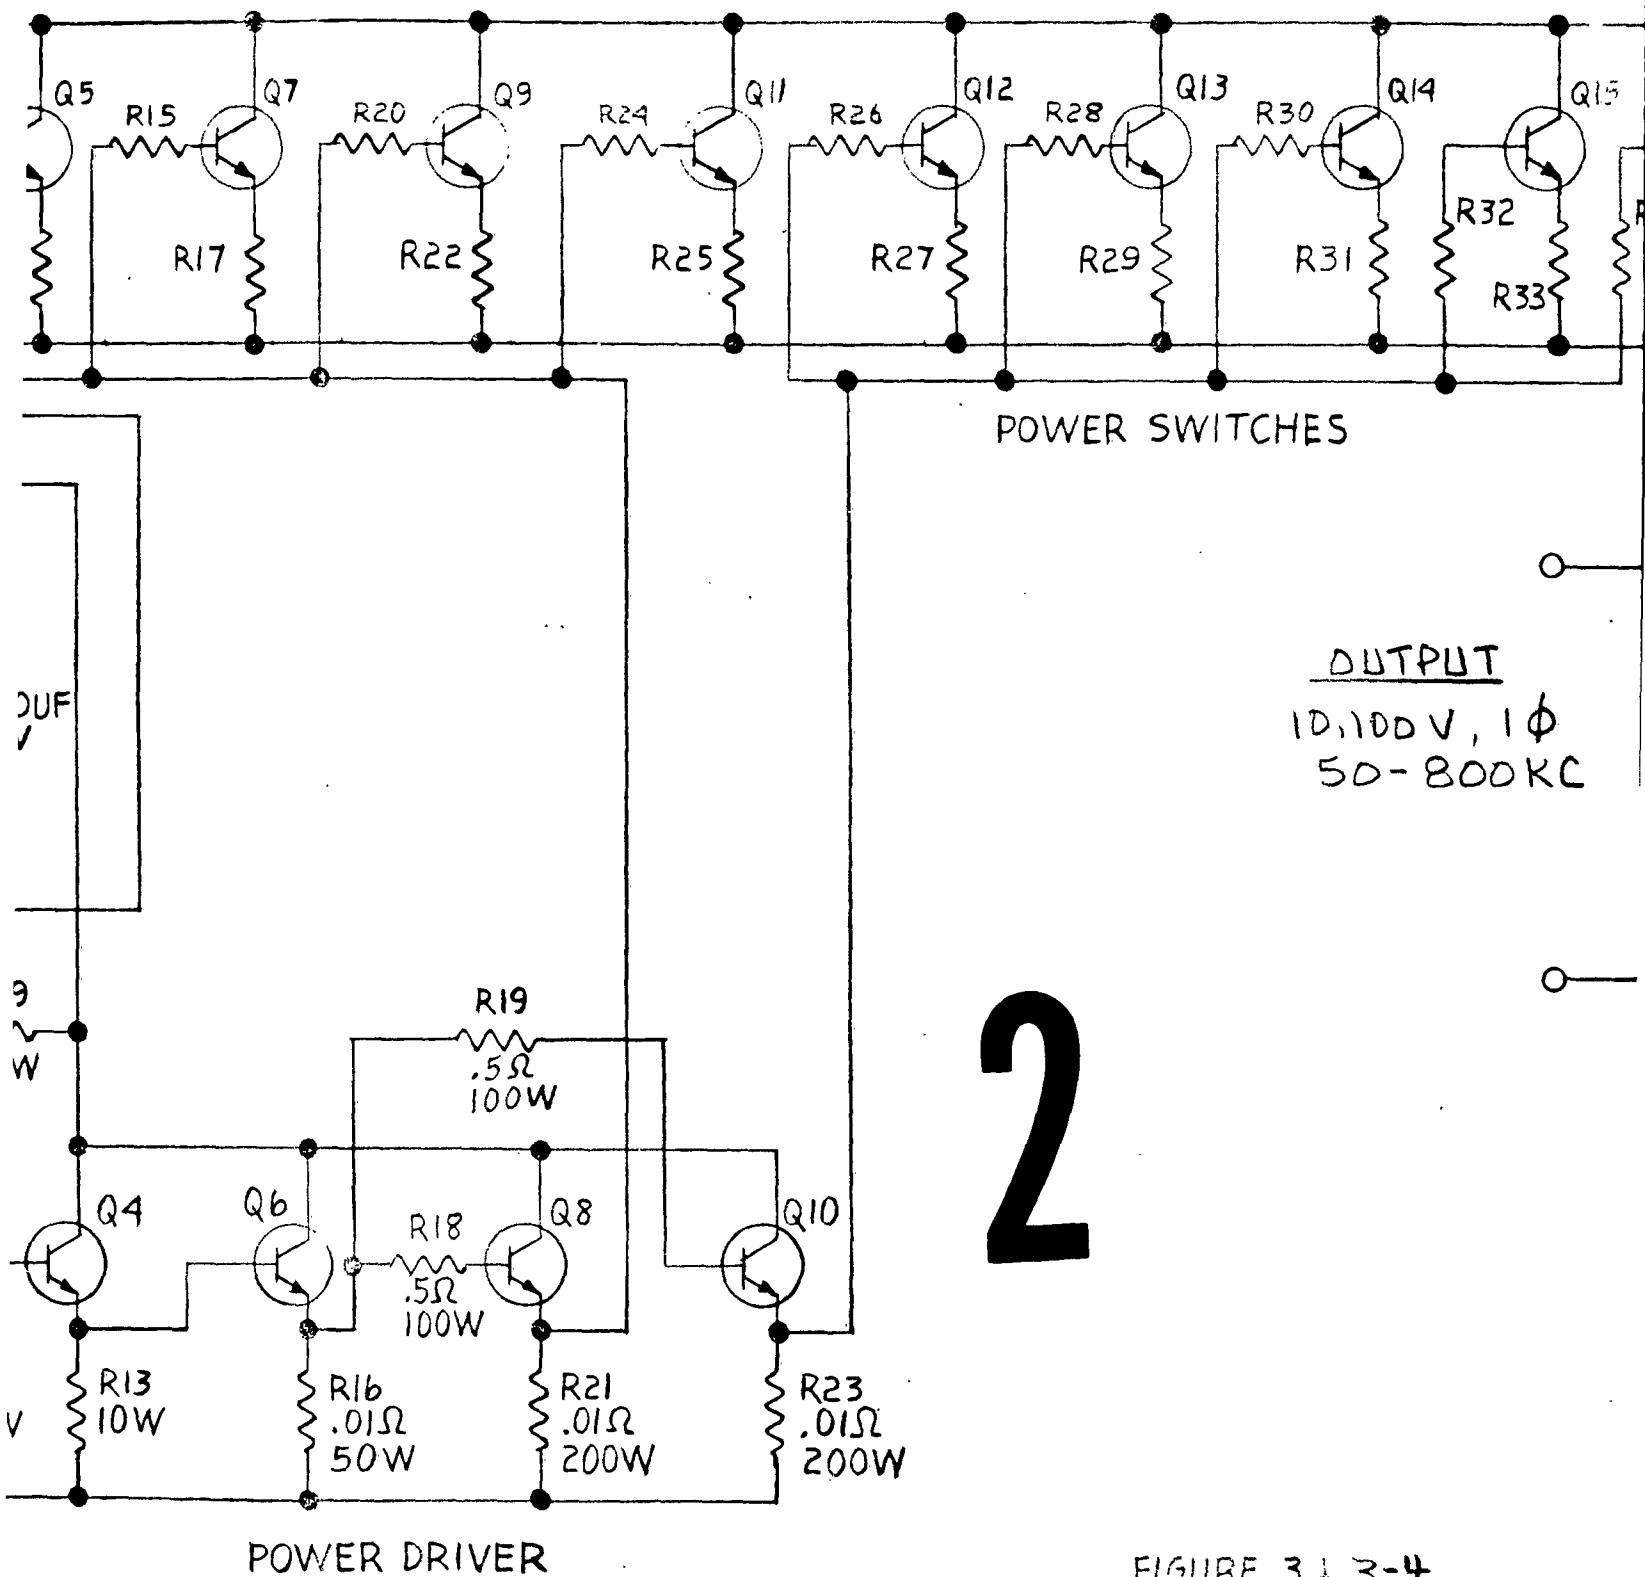 Q5
Q7
Q9
Q11
Q12
Q13
Q14
Q15
R15
R20
R24
R26
R28
R30
R32
R17
R22
R25
R27
R29
R31
R33
POWER SWITCHES
OUTPUT
10,100 V, 1ϕ
50-800KC
R19
.5Ω
100W
Q4
Q6
R18
.5Ω
100W
Q8
Q10
R13
10W
R16
.01Ω
50W
R21
.01Ω
200W
R23
.01Ω
200W
2
POWER DRIVER
FIGURE